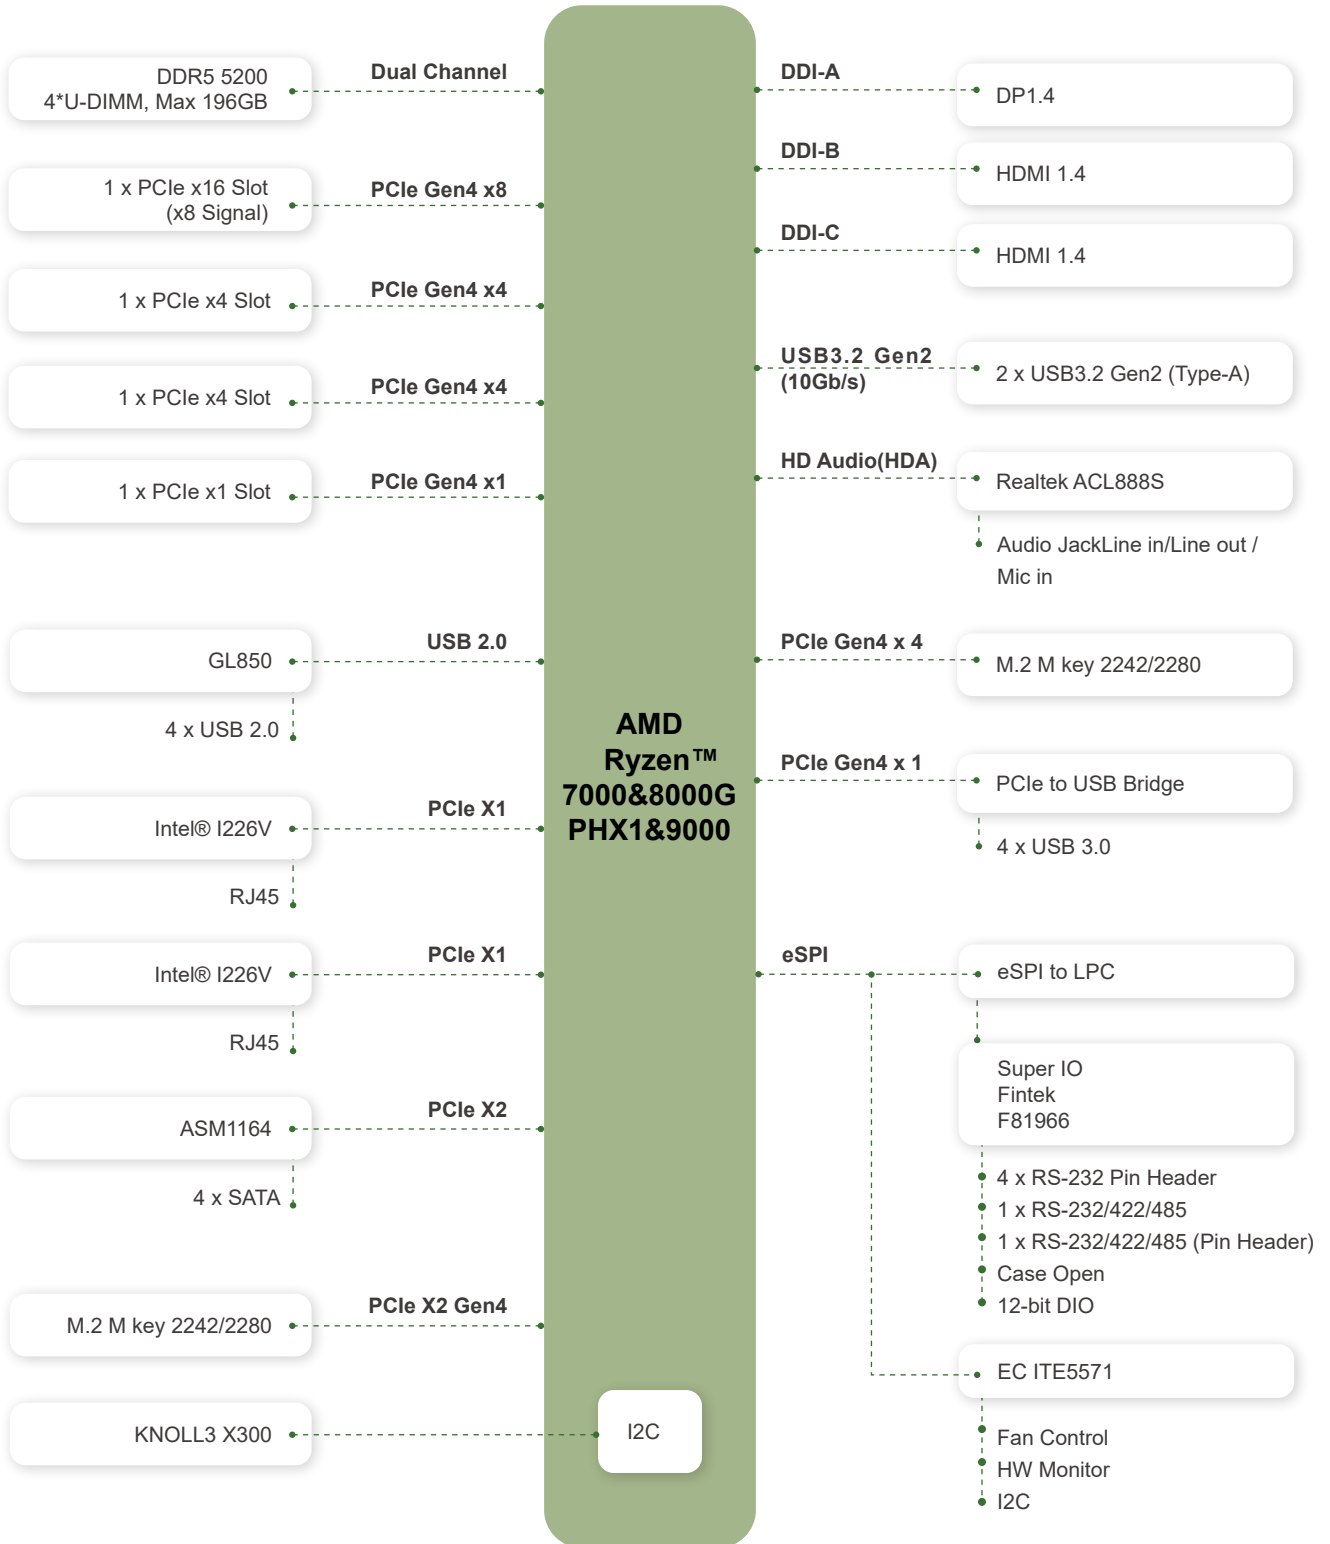 Dual Channel
DDR5 5200
4*U-DIMM, Max 196GB
PCIe Gen4 x8
1 x PCIe x16 Slot
(x8 Signal)
PCIe Gen4 x4
1 x PCIe x4 Slot
PCIe Gen4 x4
1 x PCIe x4 Slot
PCIe Gen4 x1
1 x PCIe x1 Slot
USB 2.0
GL850
4 x USB 2.0
PCIe X1
Intel® I226V
RJ45
PCIe X1
Intel® I226V
RJ45
PCIe X2
ASM1164
4 x SATA
PCIe X2 Gen4
M.2 M key 2242/2280
KNOLL3 X300
I2C
AMD
Ryzen™
7000&8000G
PHX1&9000
DDI-A
DP1.4
DDI-B
HDMI 1.4
DDI-C
HDMI 1.4
USB3.2 Gen2
(10Gb/s)
2 x USB3.2 Gen2 (Type-A)
HD Audio(HDA)
Realtek ACL888S
Audio JackLine in/Line out /
Mic in
PCIe Gen4 x 4
M.2 M key 2242/2280
PCIe Gen4 x 1
PCIe to USB Bridge
4 x USB 3.0
eSPI
eSPI to LPC
Super IO
Fintek
F81966
4 x RS-232 Pin Header
1 x RS-232/422/485
1 x RS-232/422/485 (Pin Header)
Case Open
12-bit DIO
EC ITE5571
Fan Control
HW Monitor
I2C